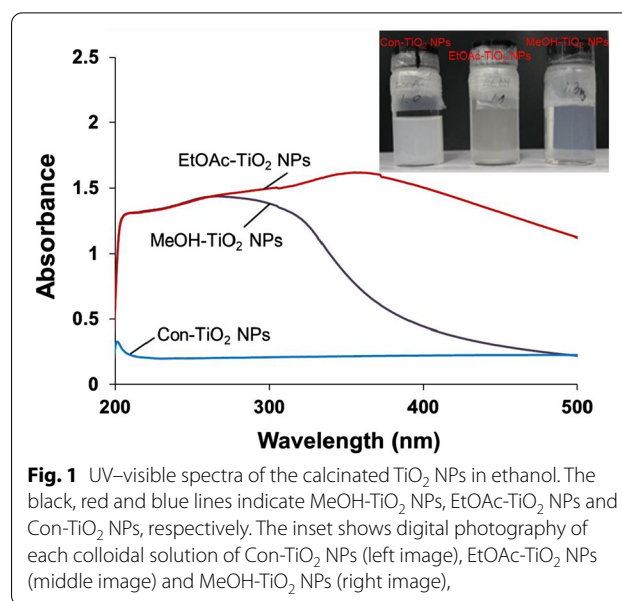 Con-TiO2 NPs
EtOAc-TiO2 NPs
MeOH-TiO2 NPs
2.5
2
1.5
1
0.5
0
Absorbance
EtOAc-TiO2 NPs
MeOH-TiO2 NPs
Con-TiO2 NPs
200
300
400
500
Wavelength (nm)
Fig. 1 UV–visible spectra of the calcinated TiO2 NPs in ethanol. The
black, red and blue lines indicate MeOH-TiO2 NPs, EtOAc-TiO2 NPs and
Con-TiO2 NPs, respectively. The inset shows digital photography of
each colloidal solution of Con-TiO2 NPs (left image), EtOAc-TiO2 NPs
(middle image) and MeOH-TiO2 NPs (right image),